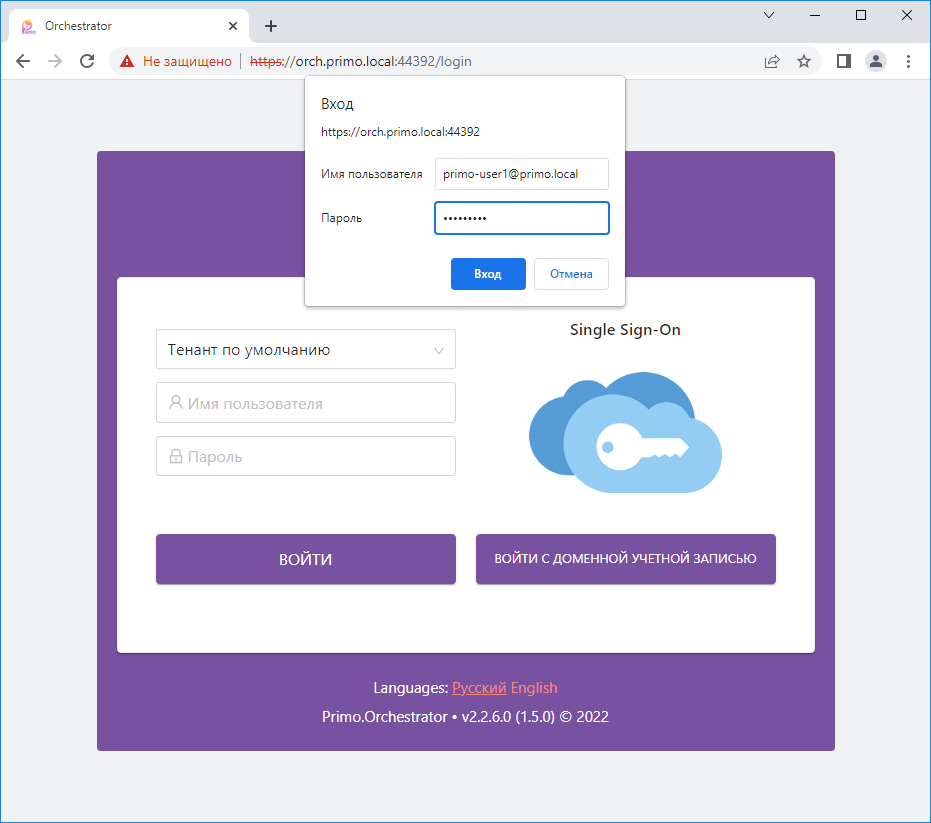 Orchestrator
Не защищено https://orch.primo.local:44392/login
Вход
https://orch.primo.local:44392
Имя пользователя primo-user1@primo.local
Пароль •••••••••
Вход Отмена
Single Sign-On
Тенант по умолчанию
Имя пользователя
Пароль
ВОЙТИ
ВОЙТИ С ДОМЕННОЙ УЧЕТНОЙ ЗАПИСЬЮ
Languages: Русский English
Primo.Orchestrator • v2.2.6.0 (1.5.0) © 2022